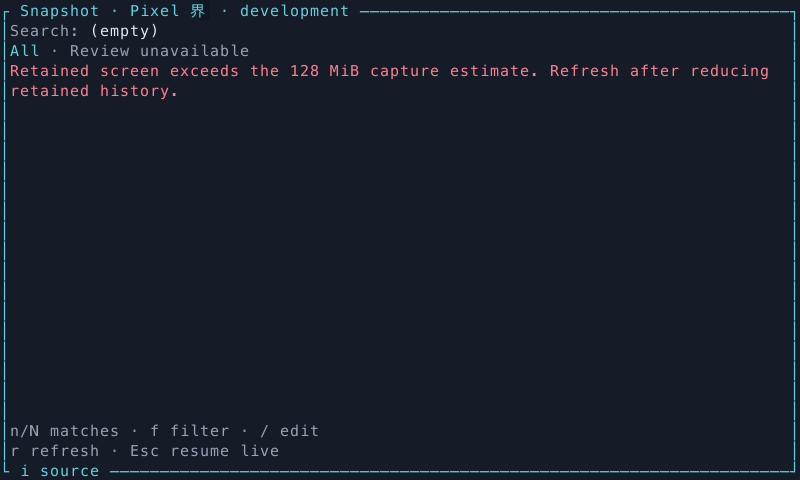 Snapshot · Pixel 界 · development
Search: (empty)
All · Review unavailable
Retained screen exceeds the 128 MiB capture estimate. Refresh after reducing
retained history.
n/N matches · f filter · / edit
r refresh · Esc resume live
i source